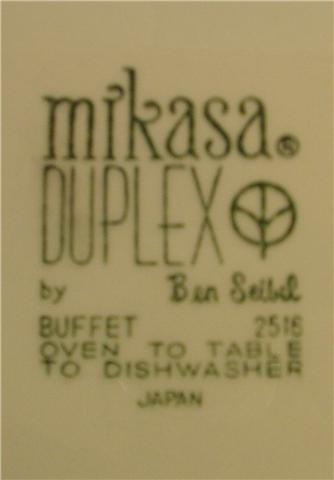 mikasa®
DUPLEX
by Ben Seibel
BUFFET 2516
OVEN TO TABLE
TO DISHWASHER
JAPAN